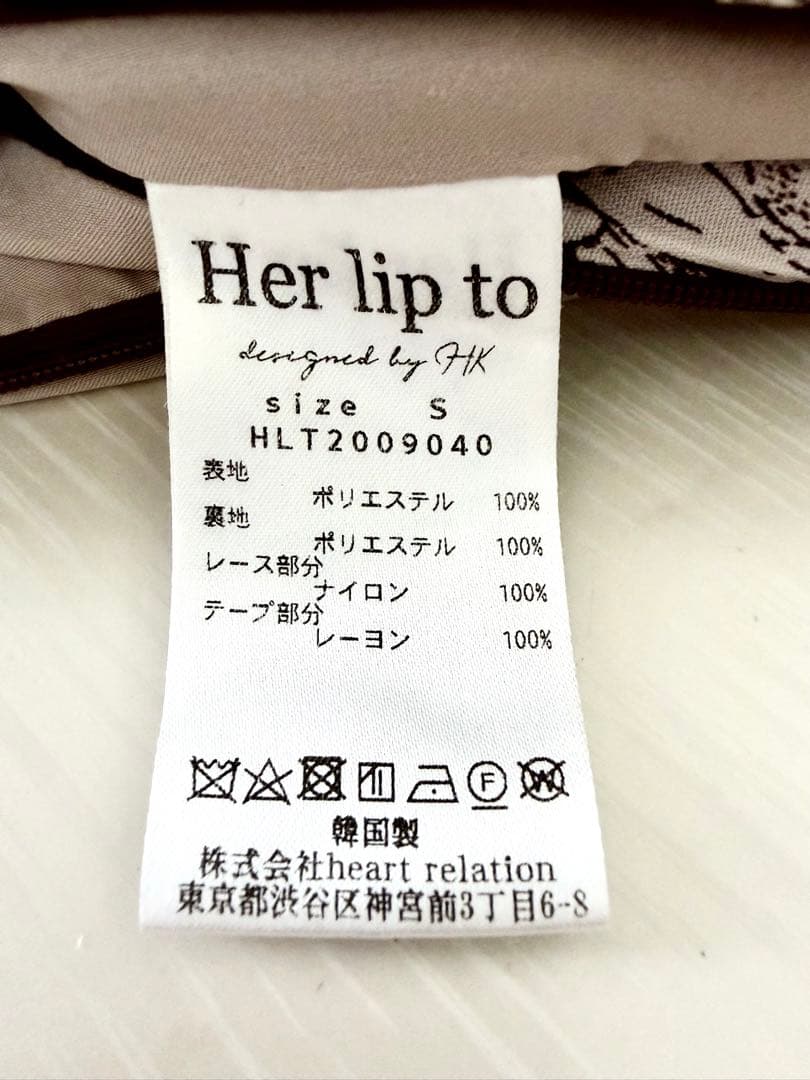 Her lip to
designed by HK
size S
HLT2009040
表地
ポリエステル 100%
裏地
ポリエステル 100%
レース部分
ナイロン 100%
テープ部分
レーヨン 100%
F W
韓国製
株式会社heart relation
東京都渋谷区神宮前3丁目6-8